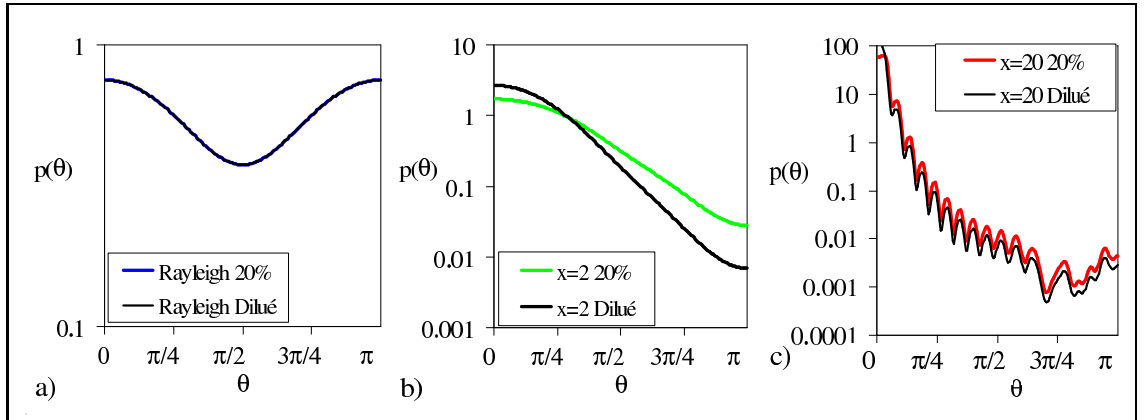 1
p(θ)
0.1
Rayleigh 20%
Rayleigh Dilué
0
π/4
π/2
3π/4
π
θ
a)
10
1
p(θ)
0.1
0.01
0.001
x=2 20%
x=2 Dilué
0
π/4
π/2
3π/4
π
θ
b)
100
10
1
p(θ)
0.1
0.01
0.001
0.0001
x=20 20%
x=20 Dilué
0
π/4
π/2
3π/4
π
θ
c)